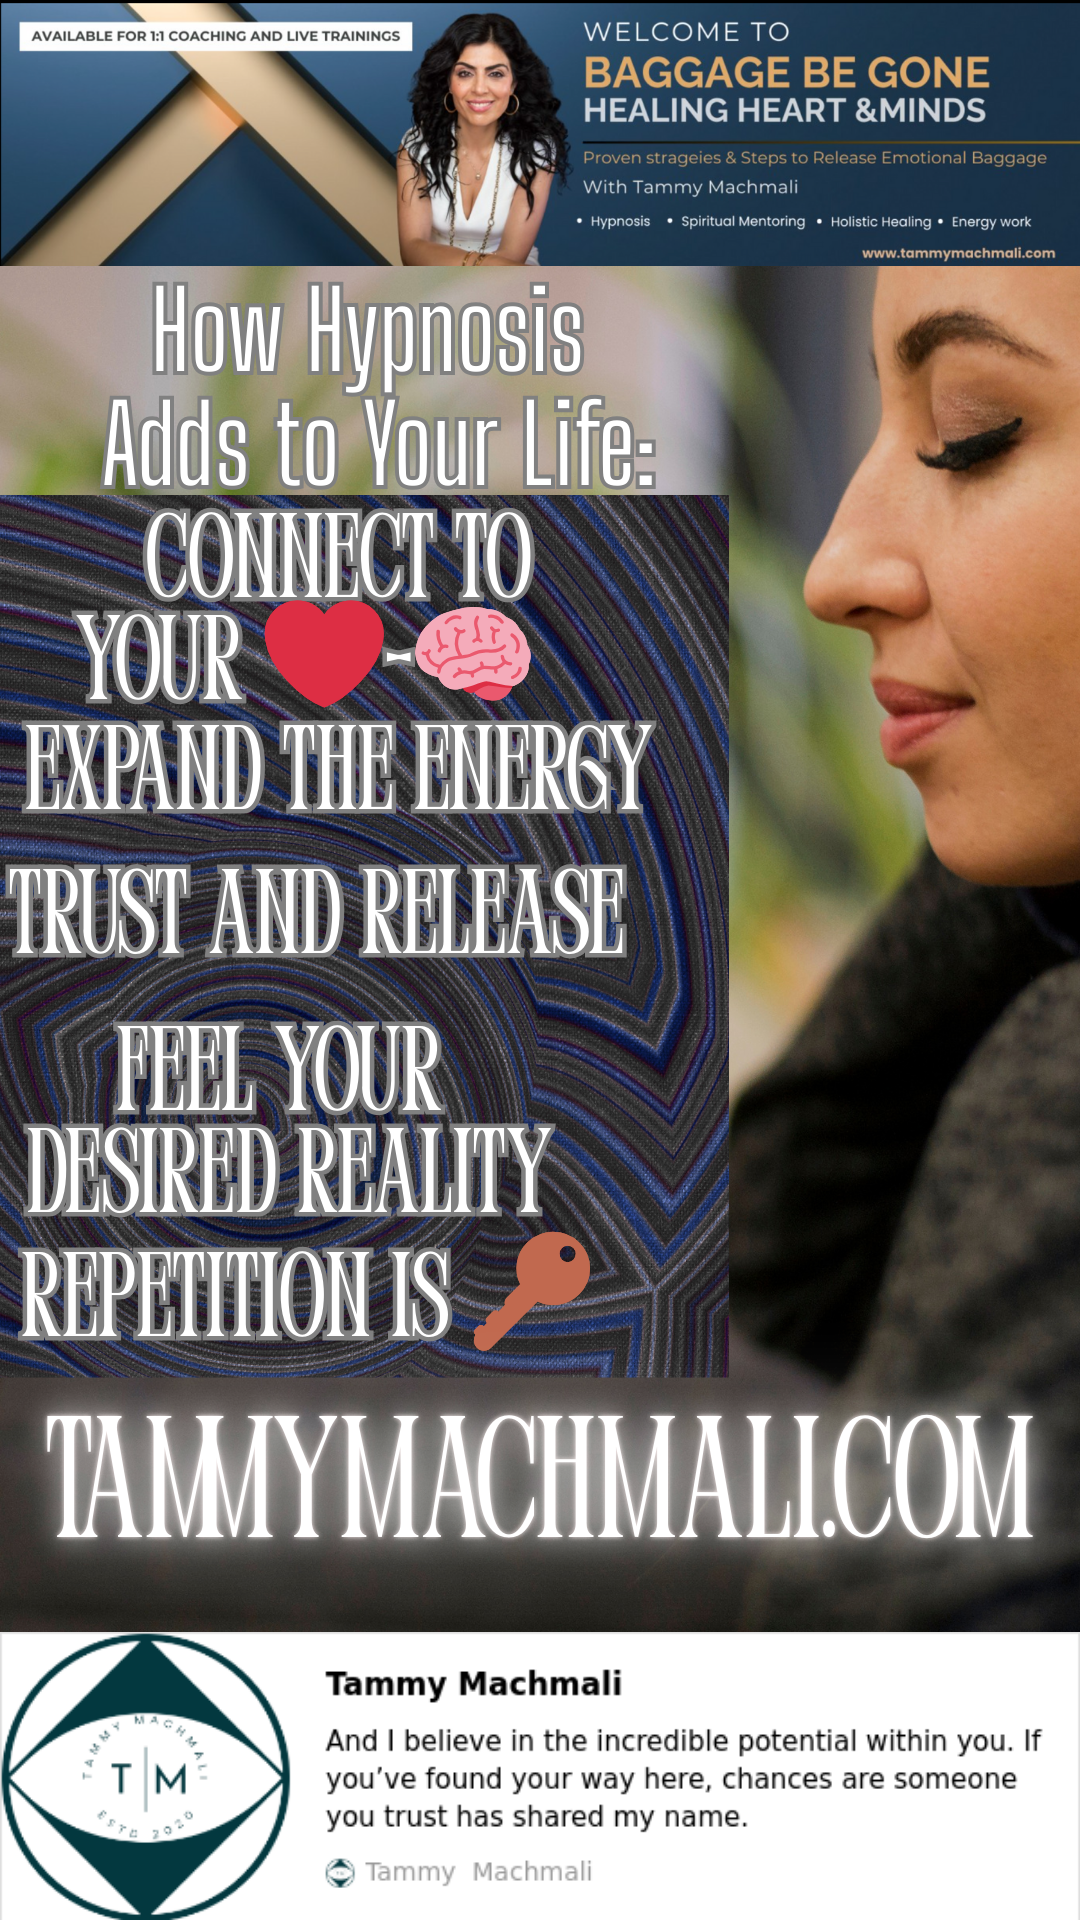 AVAILABLE FOR 1:1 COACHING AND LIVE TRAININGS
WELCOME TO
BAGGAGE BE GONE
HEALING HEART &MINDS
Proven strageies & Steps to Release Emotional Baggage
With Tammy Machmali
• Hypnosis • Spiritual Mentoring • Holistic Healing • Energy work
www.tammymachmali.com
How Hypnosis
Adds to Your Life:
CONNECT TO
YOUR ❤️-🧠
EXPAND THE ENERGY
TRUST AND RELEASE
FEEL YOUR
DESIRED REALITY
REPETITION IS 🔑
TAMMYMACHMALI.COM
TAMMY MACHMALI
T|M
ESTD 2020
Tammy Machmali
And I believe in the incredible potential within you. If
you’ve found your way here, chances are someone
you trust has shared my name.
Tammy Machmali